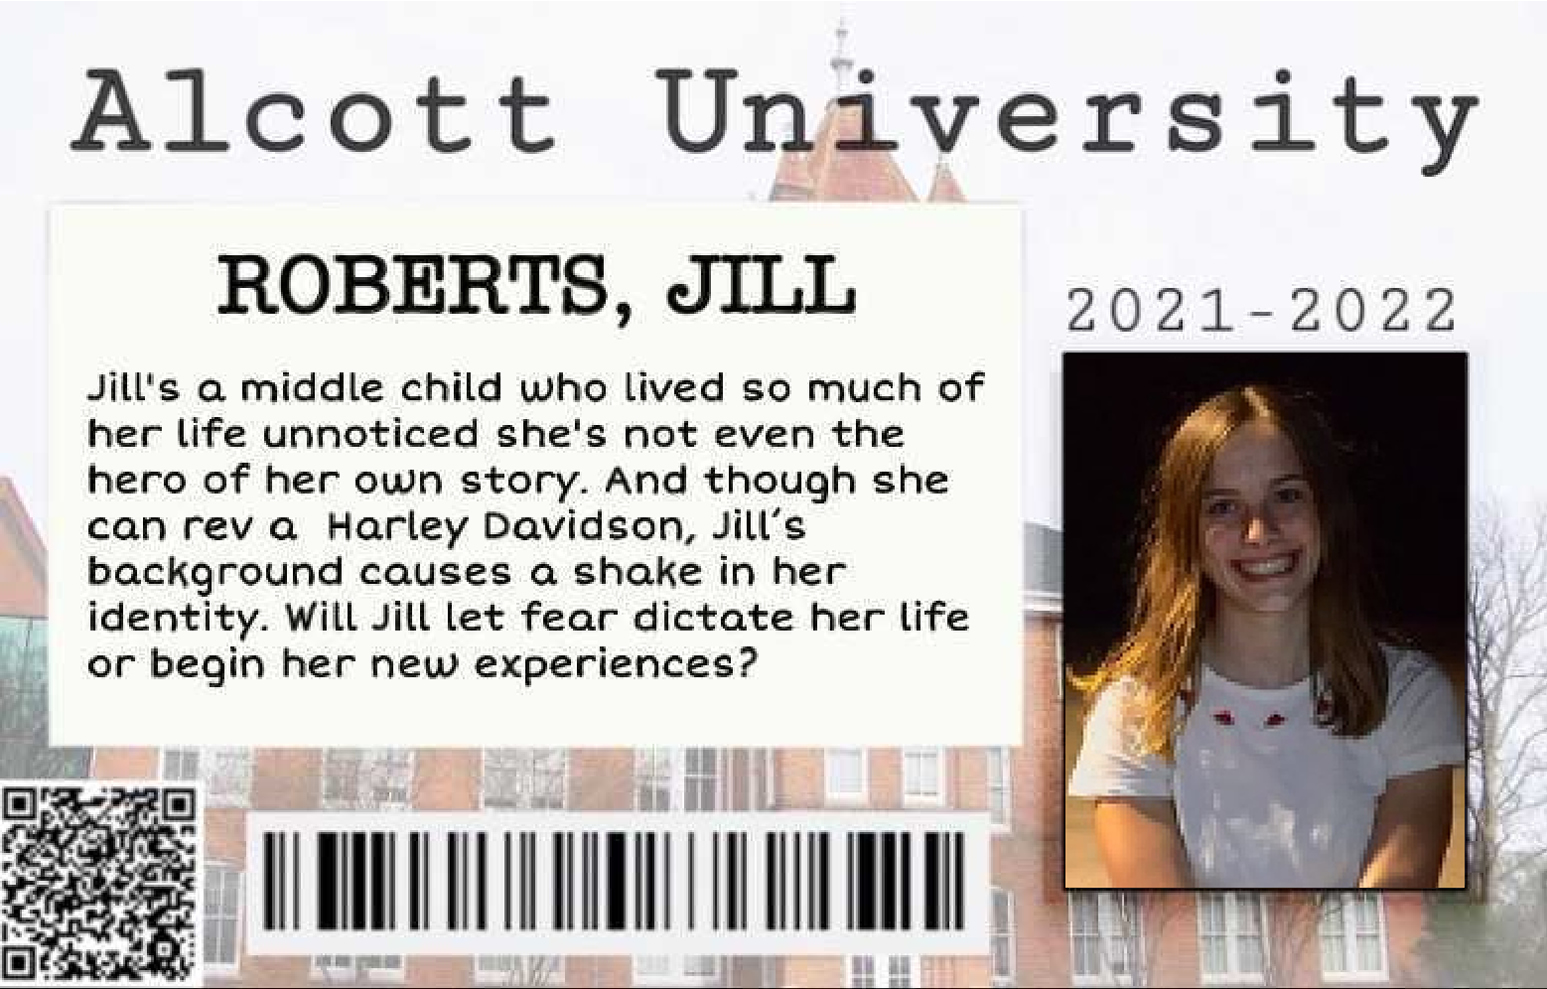 Alcott University
ROBERTS, JILL
2021-2022
Jill's a middle child who lived so much of
her life unnoticed she's not even the
hero of her own story. And though she
can rev a  Harley Davidson, Jill´s
background causes a shake in her
identity. Will Jill let fear dictate her life
or begin her new experiences?